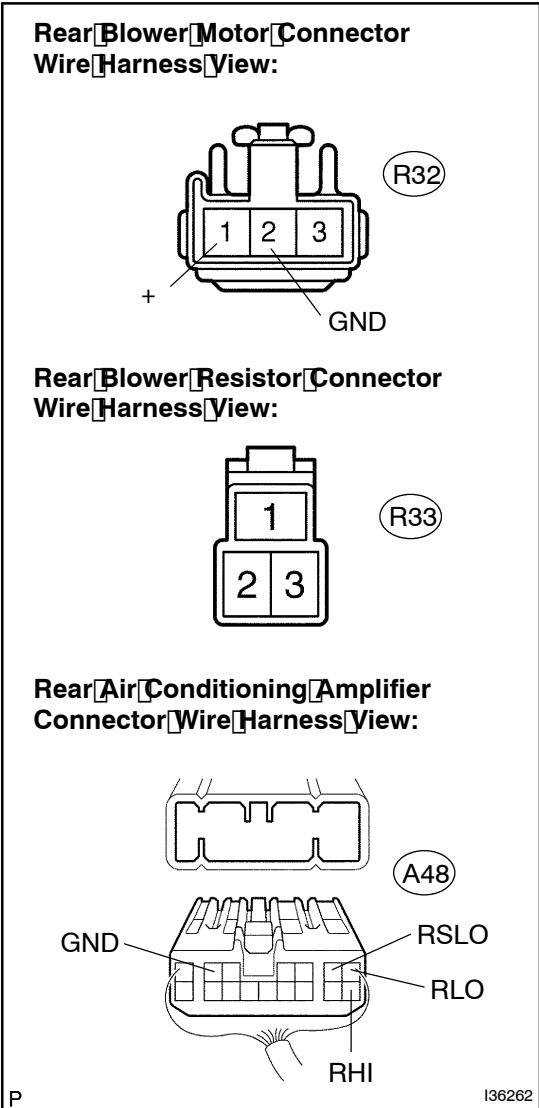 Rear Blower Motor Connector
Wire Harness View:
R32
1 2 3
+
GND
Rear Blower Resistor Connector
Wire Harness View:
R33
1
2 3
Rear Air Conditioning Amplifier
Connector Wire Harness View:
A48
GND
RSLO
RLO
RHI
P
I36262